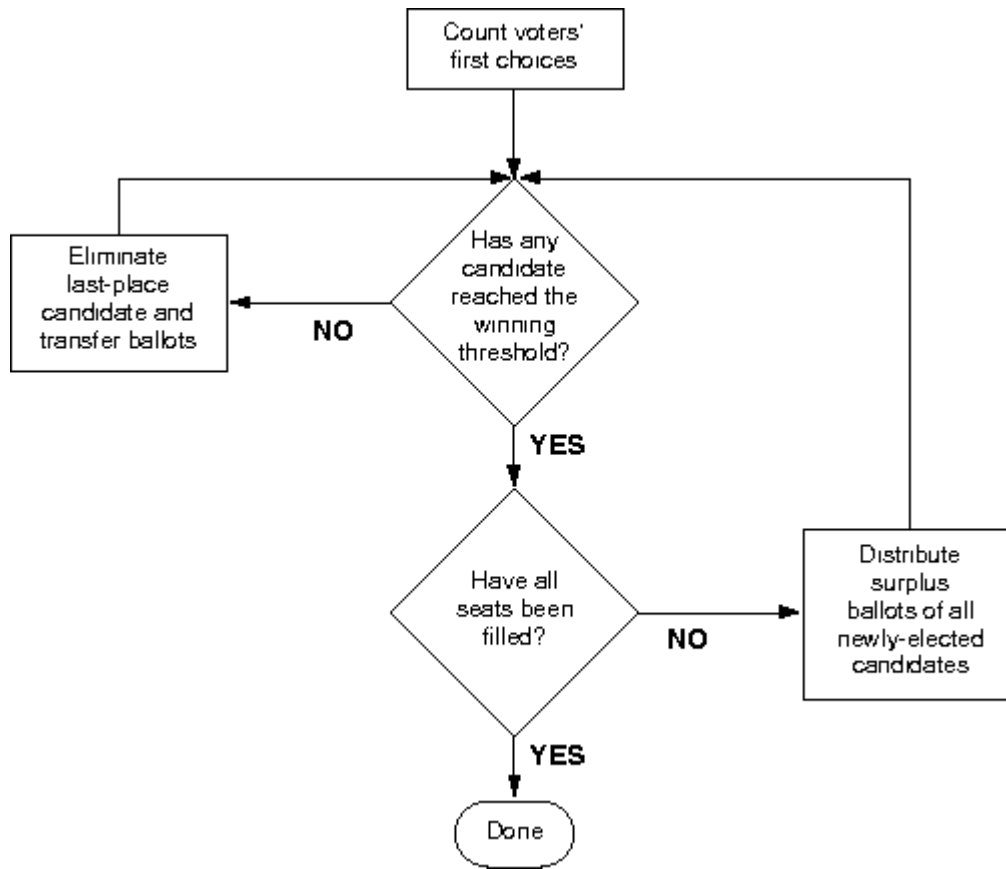 Count voters'
first choices
Has any
candidate
reached the
winning
threshold?
Eliminate
last-place
candidate and
transfer ballots
NO
YES
Have all
seats been
filled?
NO
Distribute
surplus
ballots of all
newly-elected
candidates
YES
Done